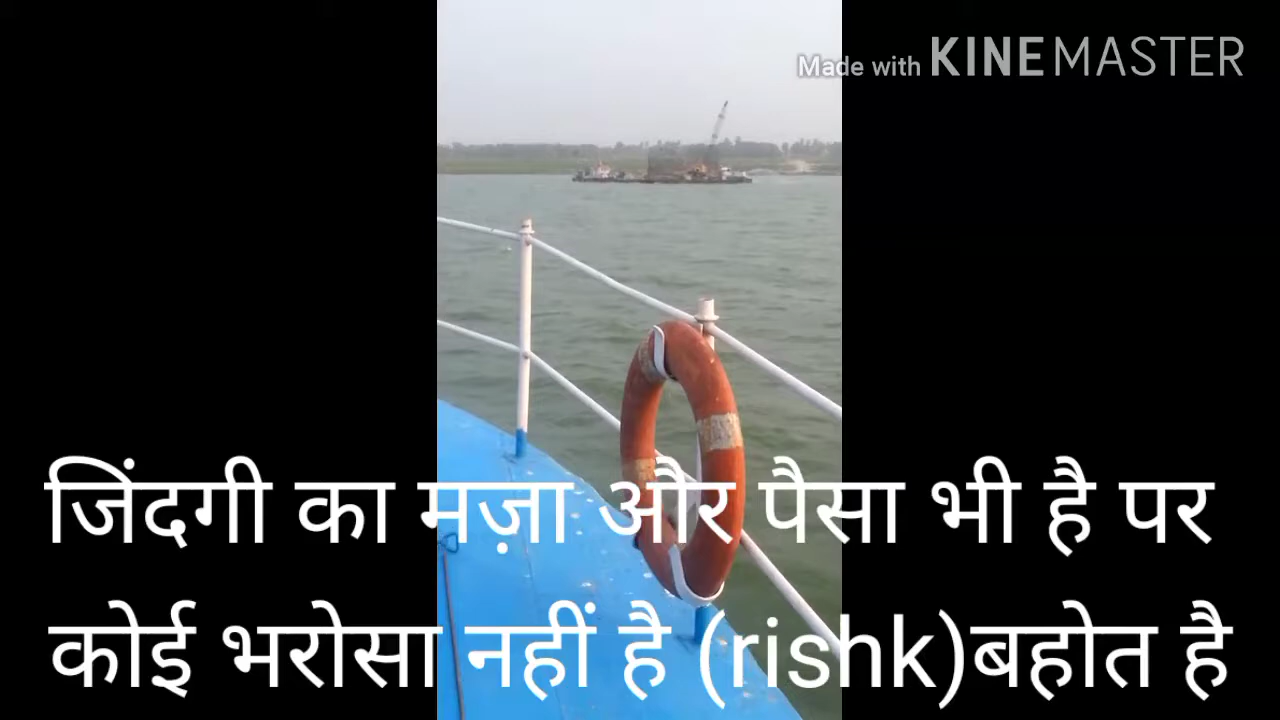 Made with KINEMASTER
जिंदगी का मज़ा और पैसा भी है पर
कोई भरोसा नहीं है (rishk)बहोत है